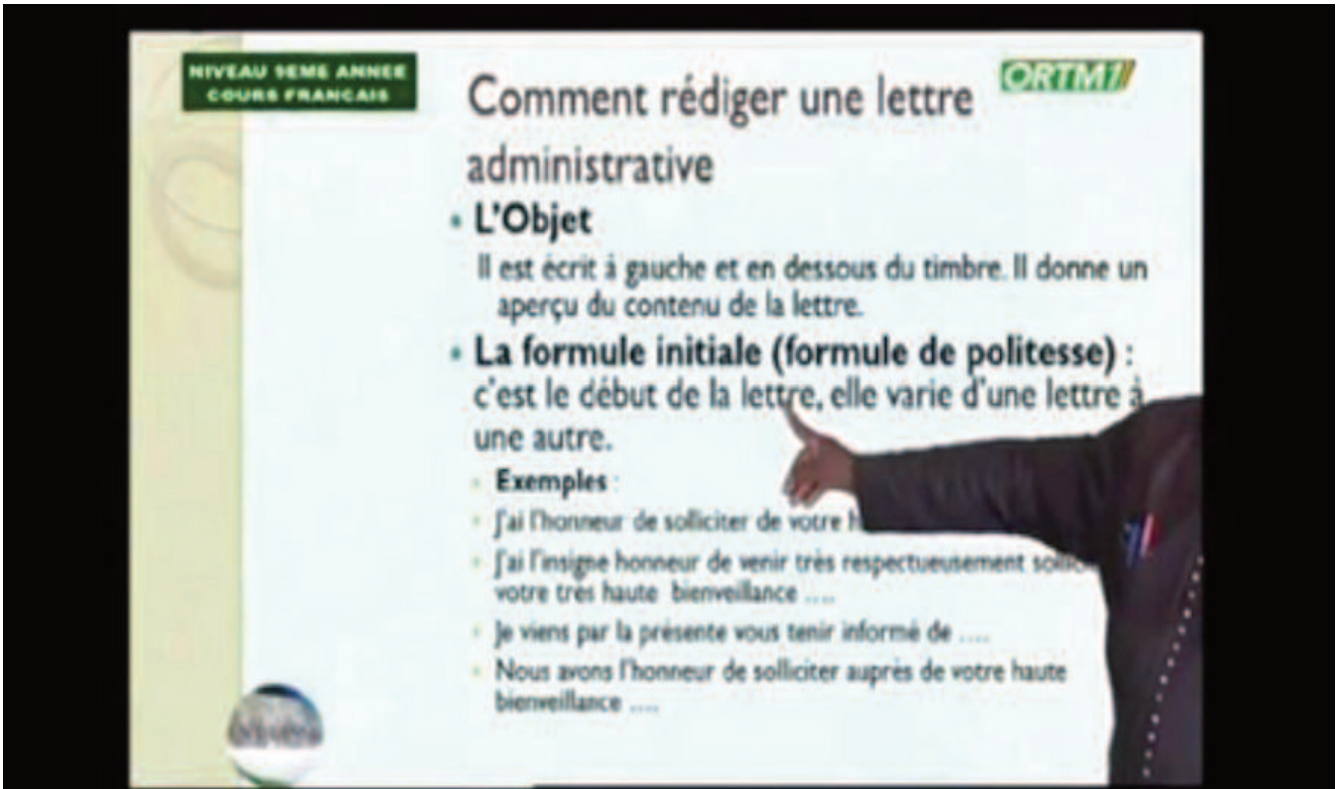 NIVEAU 9EME ANNEE
COURS FRANCAIS
ORTM1
Comment rédiger une lettre
administrative
• L'Objet
Il est écrit à gauche et en dessous du timbre. Il donne un
aperçu du contenu de la lettre.
• La formule initiale (formule de politesse) :
c'est le début de la lettre, elle varie d'une lettre à
une autre.
• Exemples :
• J'ai l'honneur de solliciter de votre
• J'ai l'insigne honneur de venir très respectueusement
votre très haute bienveillance ....
• Je viens par la présente vous tenir informé de ....
• Nous avons l'honneur de solliciter auprès de votre haute
bienveillance ....